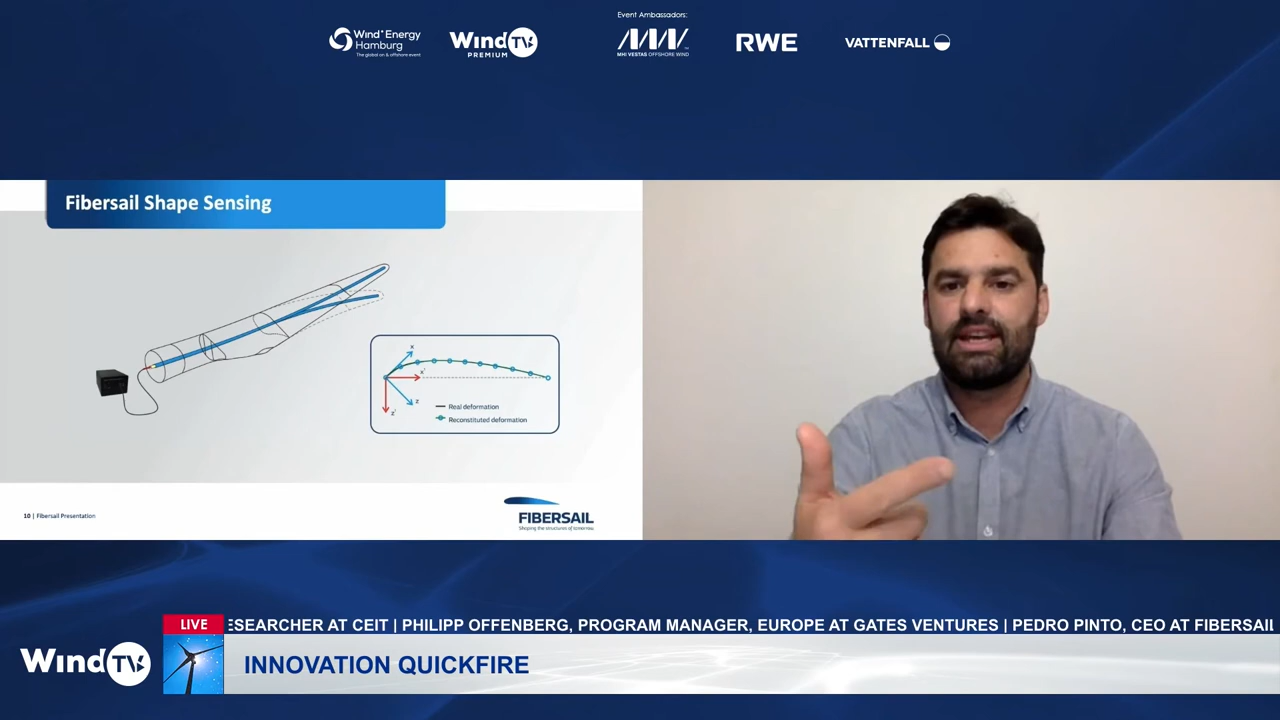 Event Ambassadors:
Wind Energy
Hamburg
The global on & offshore event
WindTV
PREMIUM
MHI VESTAS OFFSHORE WIND
RWE
VATTENFALL
Fibersail Shape Sensing
x
x'
z
z'
Real deformation
Reconstituted deformation
10 | Fibersail Presentation
FIBERSAIL
Shaping the structures of tomorrow
LIVE
ESEARCHER AT CEIT | PHILIPP OFFENBERG, PROGRAM MANAGER, EUROPE AT GATES VENTURES | PEDRO PINTO, CEO AT FIBERSAIL
WindTV
INNOVATION QUICKFIRE